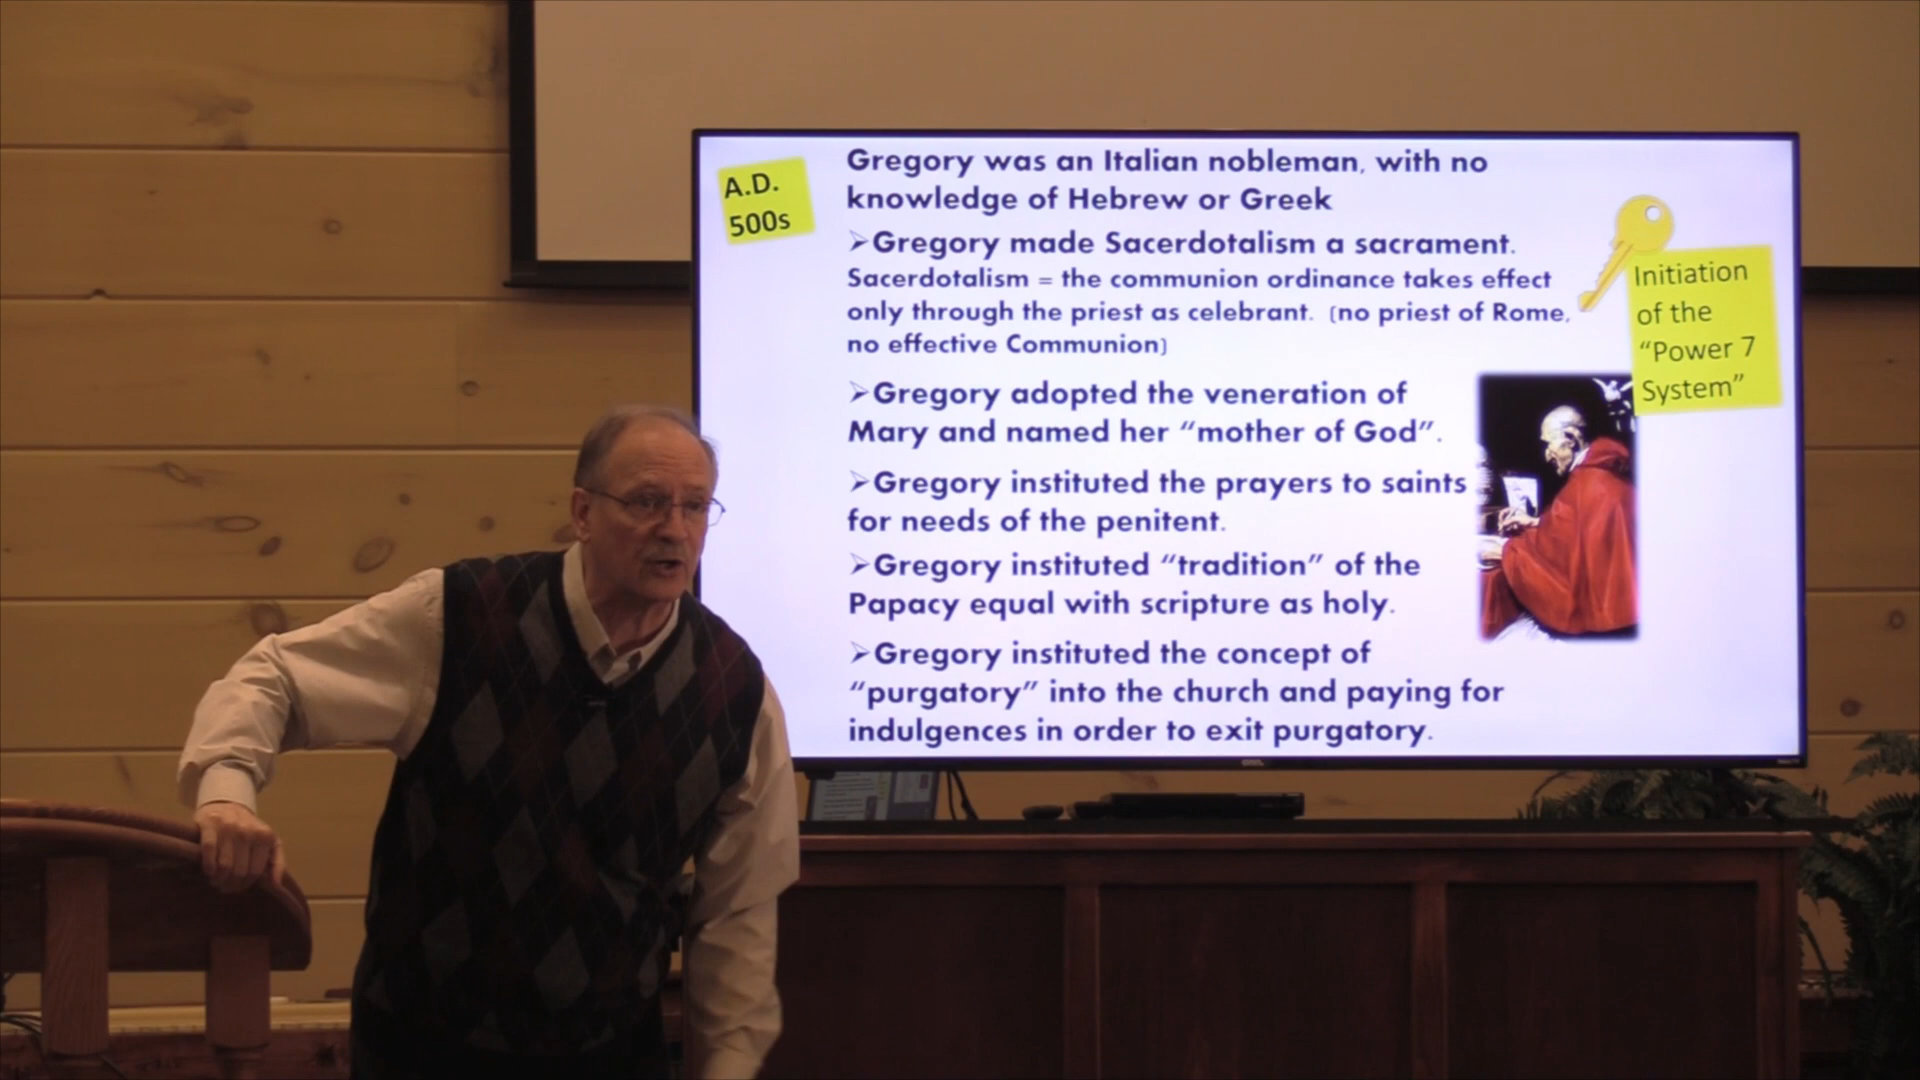 A.D.
500s
Gregory was an Italian nobleman, with no
knowledge of Hebrew or Greek
➢Gregory made Sacerdotalism a sacrament.
Sacerdotalism = the communion ordinance takes effect
only through the priest as celebrant. (no priest of Rome,
no effective Communion)
➢Gregory adopted the veneration of
Mary and named her “mother of God”.
➢Gregory instituted the prayers to saints
for needs of the penitent.
➢Gregory instituted “tradition” of the
Papacy equal with scripture as holy.
➢Gregory instituted the concept of
“purgatory” into the church and paying for
indulgences in order to exit purgatory.
Initiation
of the
“Power 7
System”